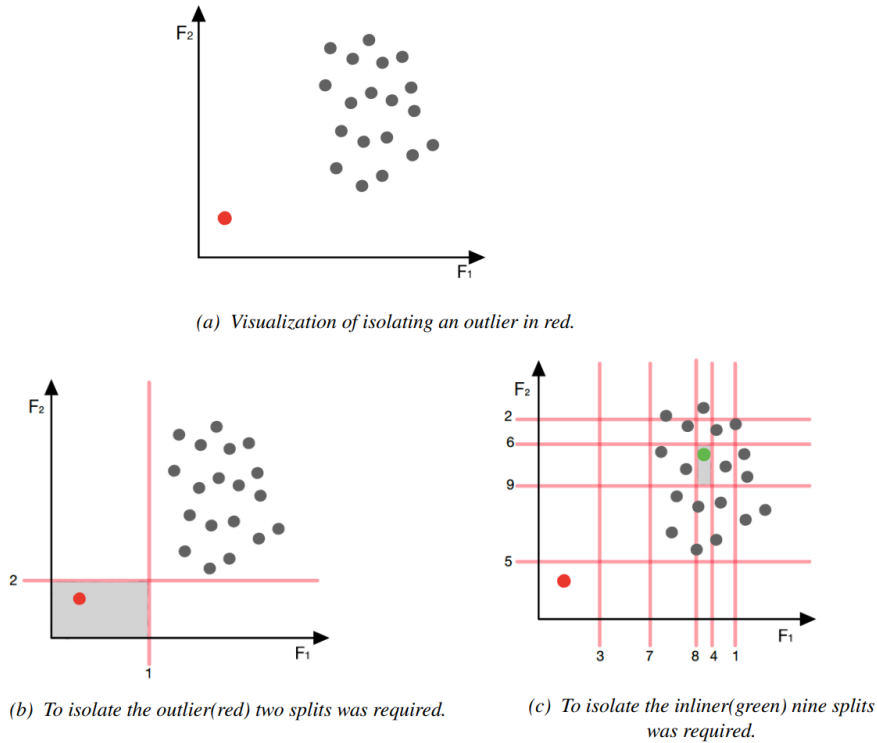 F2
F1
(a) Visualization of isolating an outlier in red.
F2
2
F1
1
(b) To isolate the outlier(red) two splits was required.
F2
2
6
9
5
F1
3 7 8 4 1
(c) To isolate the inliner(green) nine splits
was required.